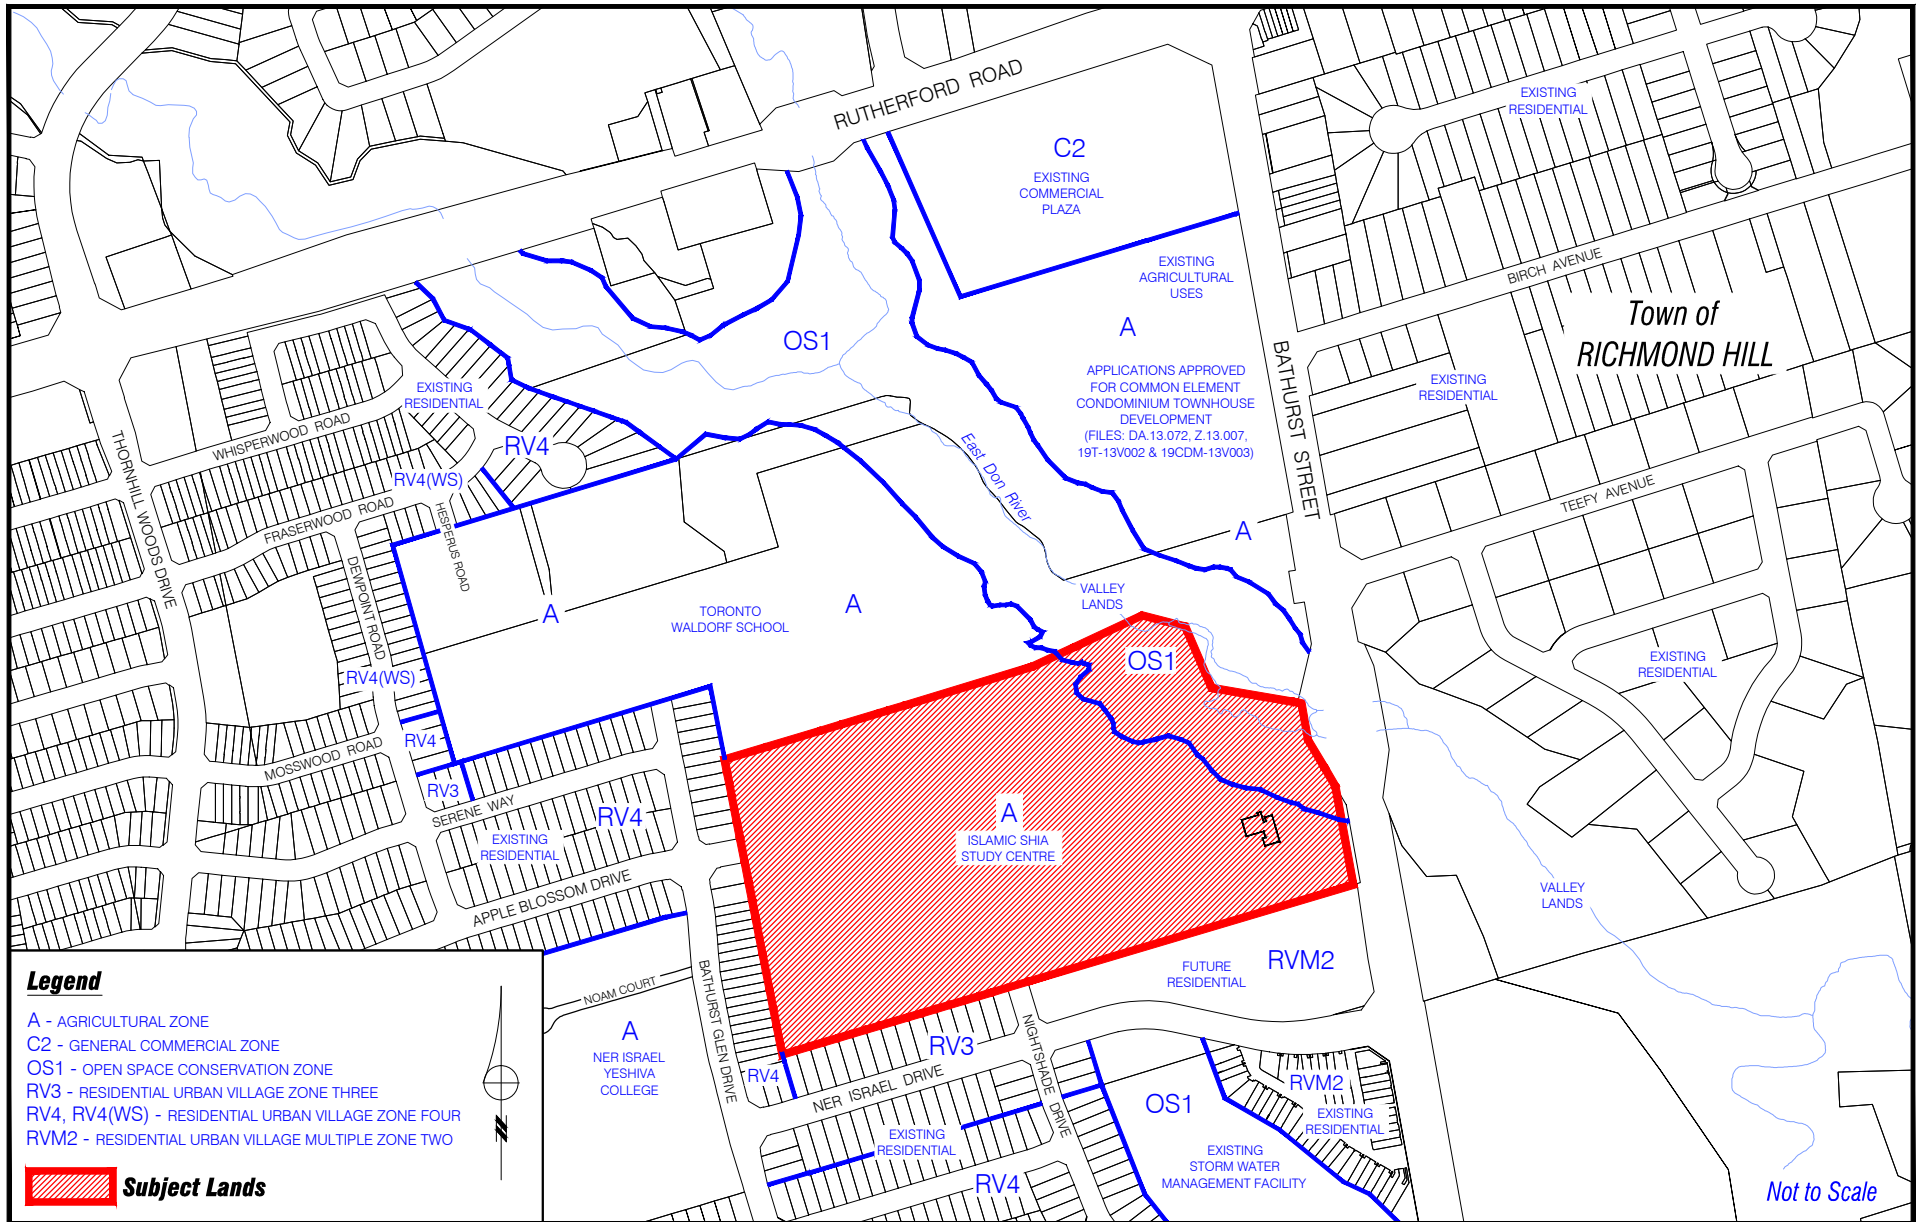 RUTHERFORD ROAD
C2
EXISTING
COMMERCIAL
PLAZA
EXISTING
RESIDENTIAL
BIRCH AVENUE
Town of
RICHMOND HILL
EXISTING
AGRICULTURAL
USES
A
APPLICATIONS APPROVED
FOR COMMON ELEMENT
CONDOMINIUM TOWNHOUSE
DEVELOPMENT
(FILES: DA.13.072, Z.13.007,
19T-13V002 & 19CDM-13V003)
A
BATHURST STREET
EXISTING
RESIDENTIAL
TEEFY AVENUE
OS1
EXISTING
RESIDENTIAL
WHISPERWOOD ROAD
RV4
RV4(WS)
THORNHILL WOODS DRIVE
FRASERWOOD ROAD
HESPERUS ROAD
DEWPOINT ROAD
East Don River
VALLEY
LANDS
A
TORONTO
WALDORF SCHOOL
A
OS1
EXISTING
RESIDENTIAL
RV4(WS)
RV4
MOSSWOOD ROAD
RV3
SERENE WAY
RV4
EXISTING
RESIDENTIAL
APPLE BLOSSOM DRIVE
A
ISLAMIC SHIA
STUDY CENTRE
VALLEY
LANDS
RVM2
FUTURE
RESIDENTIAL
NOAM COURT
BATHURST GLEN DRIVE
A
NER ISRAEL
YESHIVA
COLLEGE
RV4
RV3
NER ISRAEL DRIVE
NIGHTSHADE DRIVE
EXISTING
RESIDENTIAL
RV4
OS1
EXISTING
STORM WATER
MANAGEMENT FACILITY
RVM2
EXISTING
RESIDENTIAL
Legend
A - AGRICULTURAL ZONE
C2 - GENERAL COMMERCIAL ZONE
OS1 - OPEN SPACE CONSERVATION ZONE
RV3 - RESIDENTIAL URBAN VILLAGE ZONE THREE
RV4, RV4(WS) - RESIDENTIAL URBAN VILLAGE ZONE FOUR
RVM2 - RESIDENTIAL URBAN VILLAGE MULTIPLE ZONE TWO
Subject Lands
N
Not to Scale